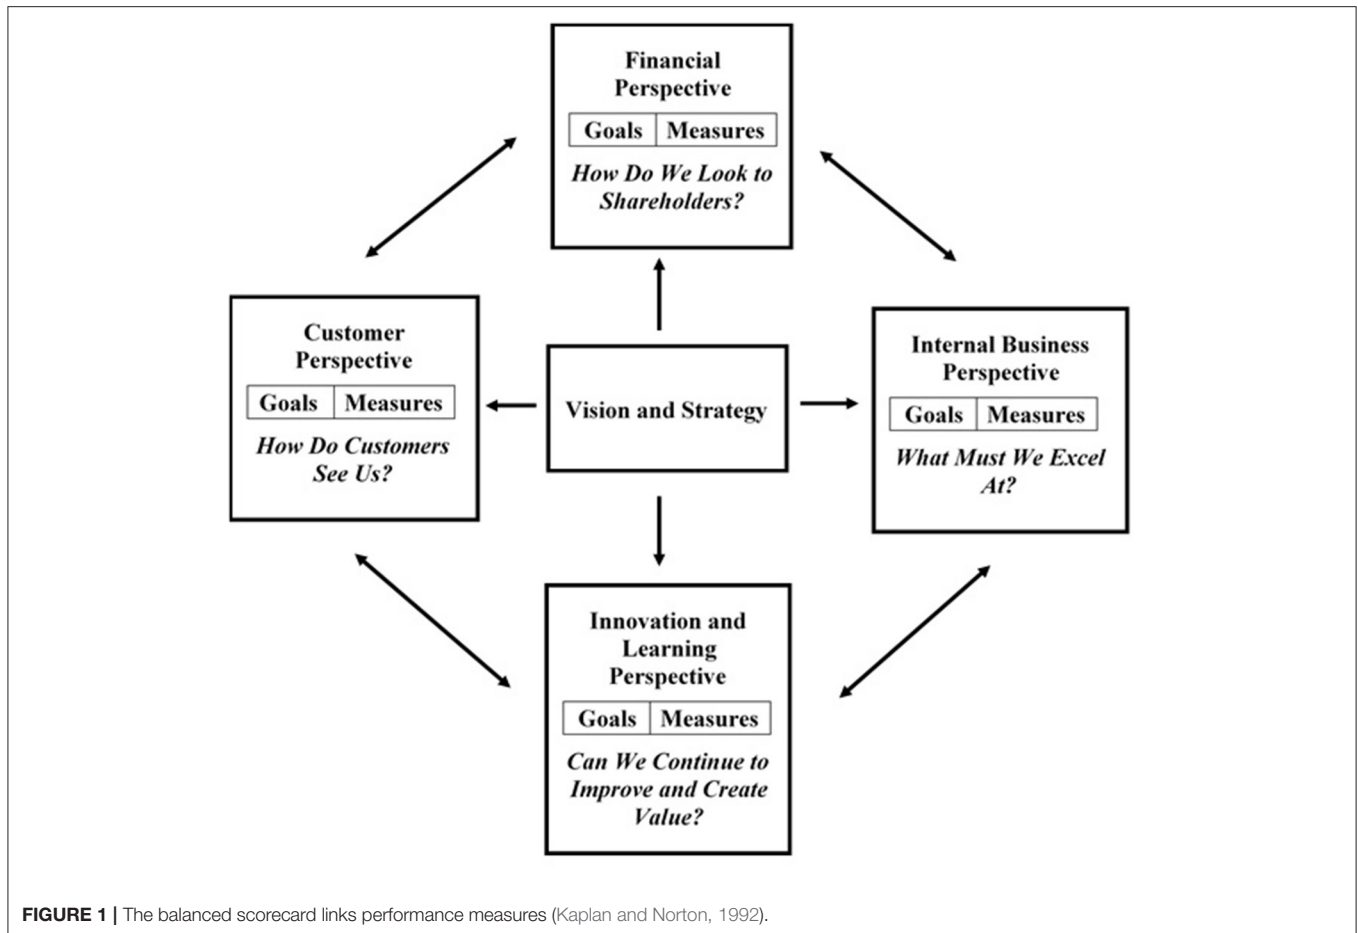 Financial
Perspective
Goals Measures
How Do We Look to
Shareholders?
Customer
Perspective
Goals Measures
How Do Customers
See Us?
Vision and Strategy
Internal Business
Perspective
Goals Measures
What Must We Excel
At?
Innovation and
Learning
Perspective
Goals Measures
Can We Continue to
Improve and Create
Value?
FIGURE 1 | The balanced scorecard links performance measures (Kaplan and Norton, 1992).